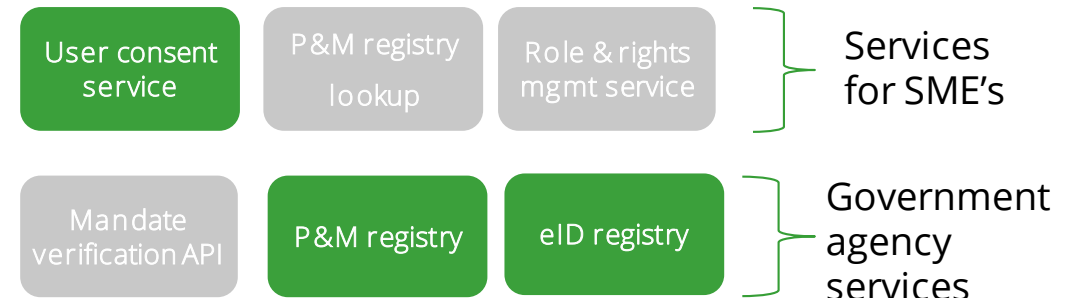 User consent
service
P&M registry
lookup
Role & rights
mgmt service
Services
for SME's
Mandate
verification API
P&M registry
eID registry
Government
agency
services